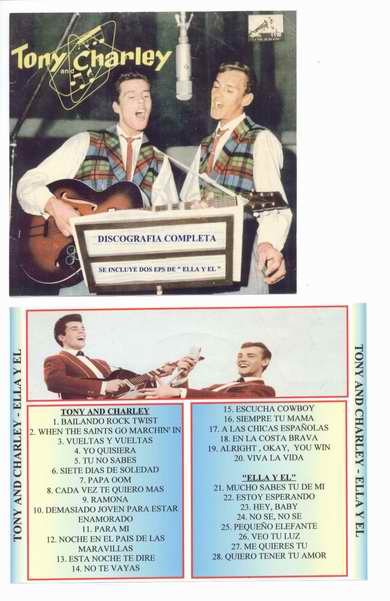 Tony and Charley
DISCOGRAFIA COMPLETA
SE INCLUYE DOS EPS DE " ELLA Y EL "
TONY AND CHARLEY - ELLA Y EL
TONY AND CHARLEY
1. BAILANDO ROCK TWIST
2. WHEN THE SAINTS GO MARCHIN' IN
3. VUELTAS Y VUELTAS
4. YO QUISIERA
5. TU NO SABES
6. SIETE DIAS DE SOLEDAD
7. PAPA OOM
8. CADA VEZ TE QUIERO MAS
9. RAMONA
10. DEMASIADO JOVEN PARA ESTAR
ENAMORADO
11. PARA MI
12. NOCHE EN EL PAIS DE LAS
MARAVILLAS
13. ESTA NOCHE TE DIRE
14. NO TE VAYAS
15. ESCUCHA COWBOY
16. SIEMPRE TU MAMA
17. A LAS CHICAS ESPAÑOLAS
18. EN LA COSTA BRAVA
19. ALRIGHT , OKAY, YOU WIN
20. VIVA LA VIDA
"ELLA Y EL"
21. MUCHO SABES TU DE MI
22. ESTOY ESPERANDO
23. HEY, BABY
24. NO SE, NO SE
25. PEQUEÑO ELEFANTE
26. VEO TU LUZ
27. ME QUIERES TU
28. QUIERO TENER TU AMOR
TONY AND CHARLEY - ELLA Y EL